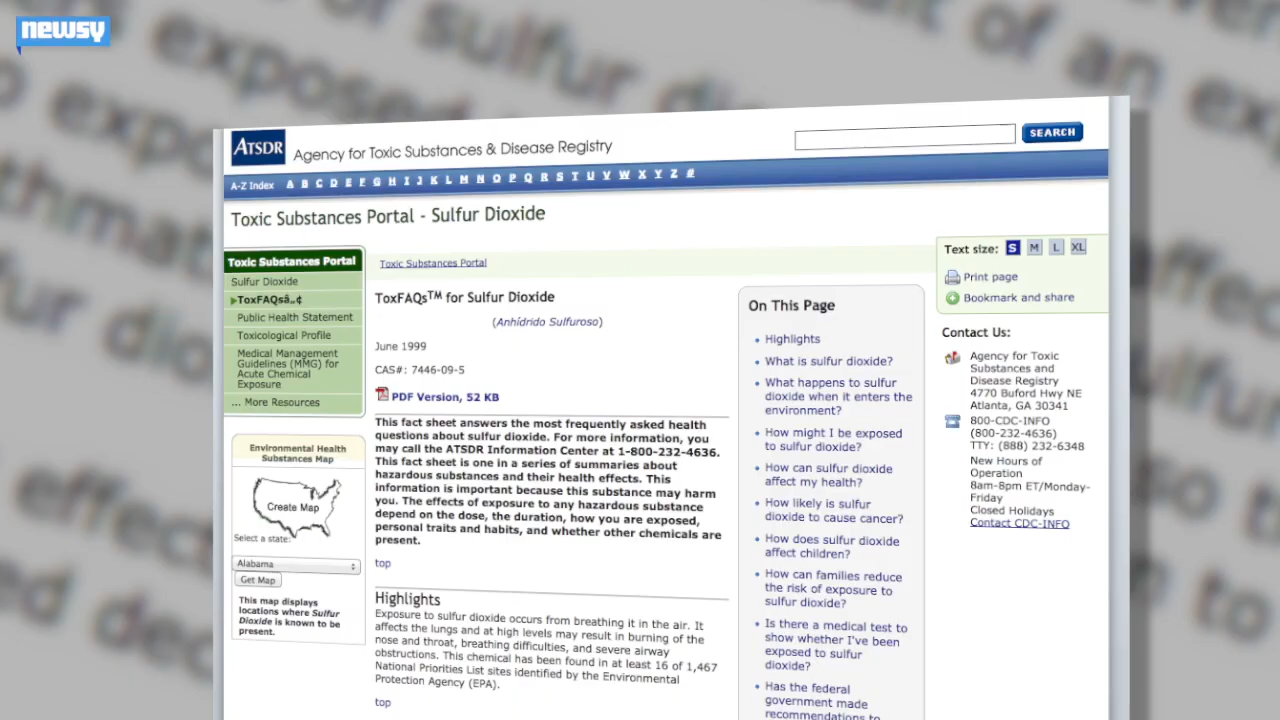 newsy
ATSDR
Agency for Toxic Substances & Disease Registry
SEARCH
A-Z Index A B C D E F G H I J K L M N O P Q R S T U V W X Y Z #
Toxic Substances Portal - Sulfur Dioxide
Toxic Substances Portal
Sulfur Dioxide
ToxFAQsâ„¢
Public Health Statement
Toxicological Profile
Medical Management
Guidelines (MMG) for
Acute Chemical
Exposure
... More Resources
Environmental Health
Substances Map
Create Map
Select a state:
Alabama
Get Map
This map displays
locations where Sulfur
Dioxide is known to be
present.
Toxic Substances Portal
ToxFAQs™ for Sulfur Dioxide
(Anhídrido Sulfuroso)
June 1999
CAS#: 7446-09-5
PDF Version, 52 KB
This fact sheet answers the most frequently asked health
questions about sulfur dioxide. For more information, you
may call the ATSDR Information Center at 1-800-232-4636.
This fact sheet is one in a series of summaries about
hazardous substances and their health effects. This
information is important because this substance may harm
you. The effects of exposure to any hazardous substance
depend on the dose, the duration, how you are exposed,
personal traits and habits, and whether other chemicals are
present.
top
Highlights
Exposure to sulfur dioxide occurs from breathing it in the air. It
affects the lungs and at high levels may result in burning of the
nose and throat, breathing difficulties, and severe airway
obstructions. This chemical has been found in at least 16 of 1,467
National Priorities List sites identified by the Environmental
Protection Agency (EPA).
top
On This Page
Highlights
What is sulfur dioxide?
What happens to sulfur
dioxide when it enters the
environment?
How might I be exposed
to sulfur dioxide?
How can sulfur dioxide
affect my health?
How likely is sulfur
dioxide to cause cancer?
How does sulfur dioxide
affect children?
How can families reduce
the risk of exposure to
sulfur dioxide?
Is there a medical test to
show whether I've been
exposed to sulfur
dioxide?
Has the federal
government made
recommendations to
Text size: S M L XL
Print page
Bookmark and share
Contact Us:
Agency for Toxic
Substances and
Disease Registry
4770 Buford Hwy NE
Atlanta, GA 30341
800-CDC-INFO
(800-232-4636)
TTY: (888) 232-6348
New Hours of
Operation
8am-8pm ET/Monday-
Friday
Closed Holidays
Contact CDC-INFO